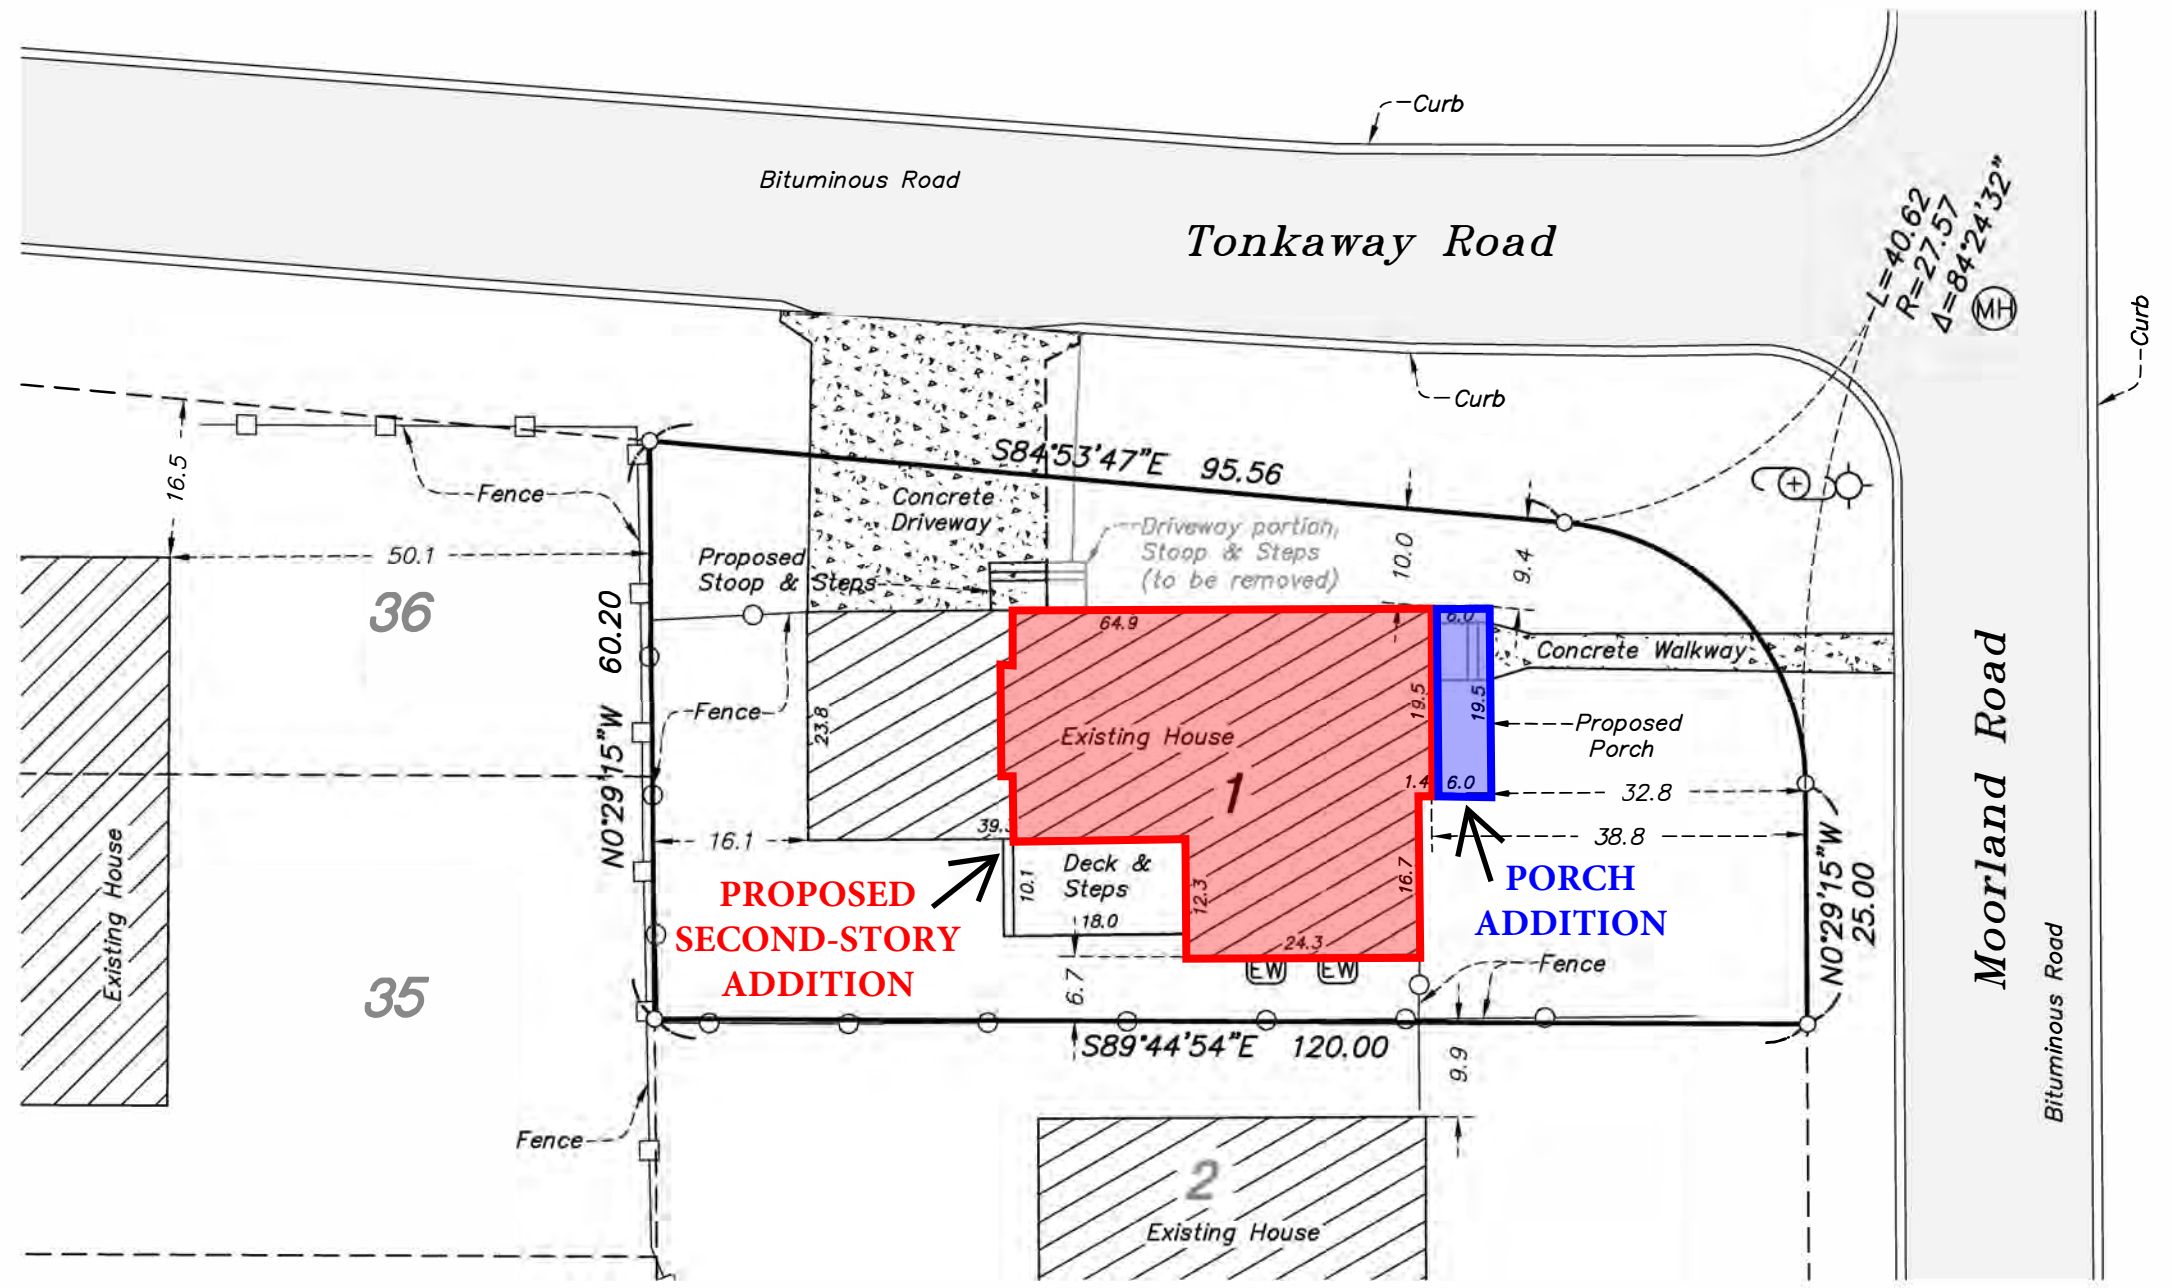 Curb
Bituminous Road
Tonkaway Road
L=40.62
R=27.57
Δ=84°24'32"
MH
Curb
Curb
16.5
Fence
S84°53'47"E 95.56
50.1
36
Concrete
Driveway
Driveway portion,
Stoop & Steps
(to be removed)
10.0
9.4
Proposed
Stoop & Steps
64.9
6.0
Concrete Walkway
N0°29'15"W 60.20
Fence
23.8
Existing House
1
19.5
19.5
Proposed
Porch
Moorland Road
1.4
6.0
32.8
16.1
39.
38.8
Deck &
Steps
10.1
18.0
12.3
16.7
24.3
PROPOSED
SECOND-STORY
ADDITION
PORCH
ADDITION
N0°29'15"W
25.00
Existing House
35
6.7
EW
EW
Fence
S89°44'54"E 120.00
9.9
Bituminous Road
Fence
2
Existing House